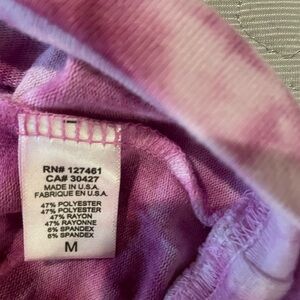 RN# 127461
CA# 30427
MADE IN U.S.A.
FABRIQUE EN U.S.A.
47% POLYESTER
47% POLYESTER
47% RAYON
47% RAYONNE
6% SPANDEX
6% SPANDEX
M